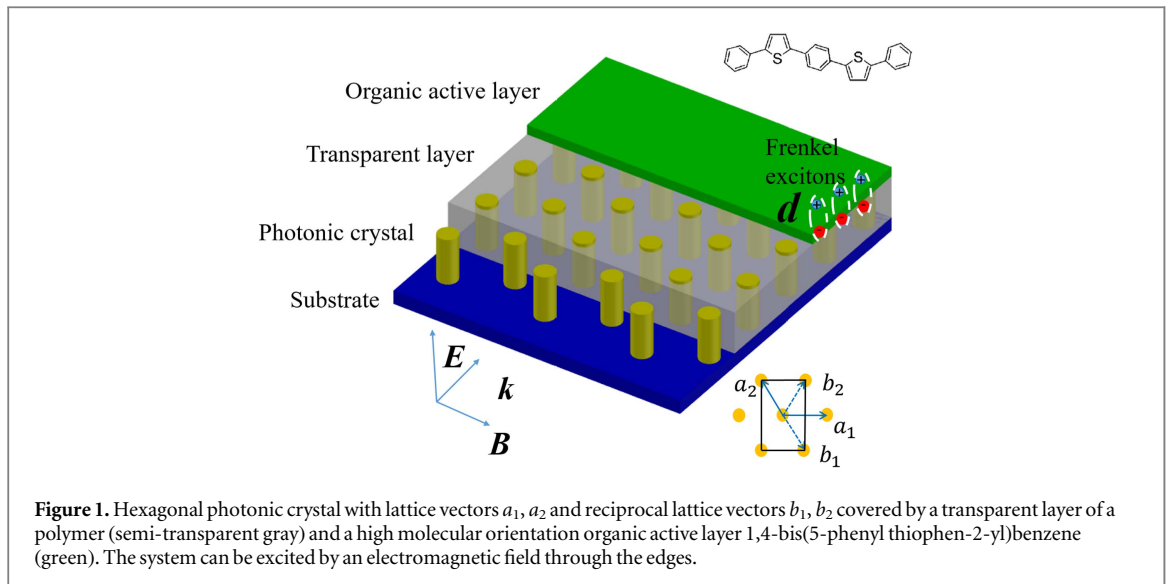 S
S
Organic active layer
Transparent layer
Photonic crystal
Substrate
Frenkel
excitons
d
+ + +
- - -
E
k
B
a₂
b₂
a₁
b₁
Figure 1. Hexagonal photonic crystal with lattice vectors a₁, a₂ and reciprocal lattice vectors b₁, b₂ covered by a transparent layer of a
polymer (semi-transparent gray) and a high molecular orientation organic active layer 1,4-bis(5-phenyl thiophen-2-yl)benzene
(green). The system can be excited by an electromagnetic field through the edges.